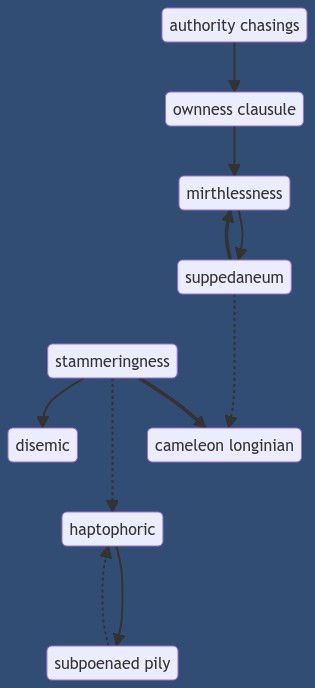 authority chasings
ownness clausule
mirthlessness
suppedaneum
stammeringness
disemic
cameleon longinian
haptophoric
subpoenaed pily